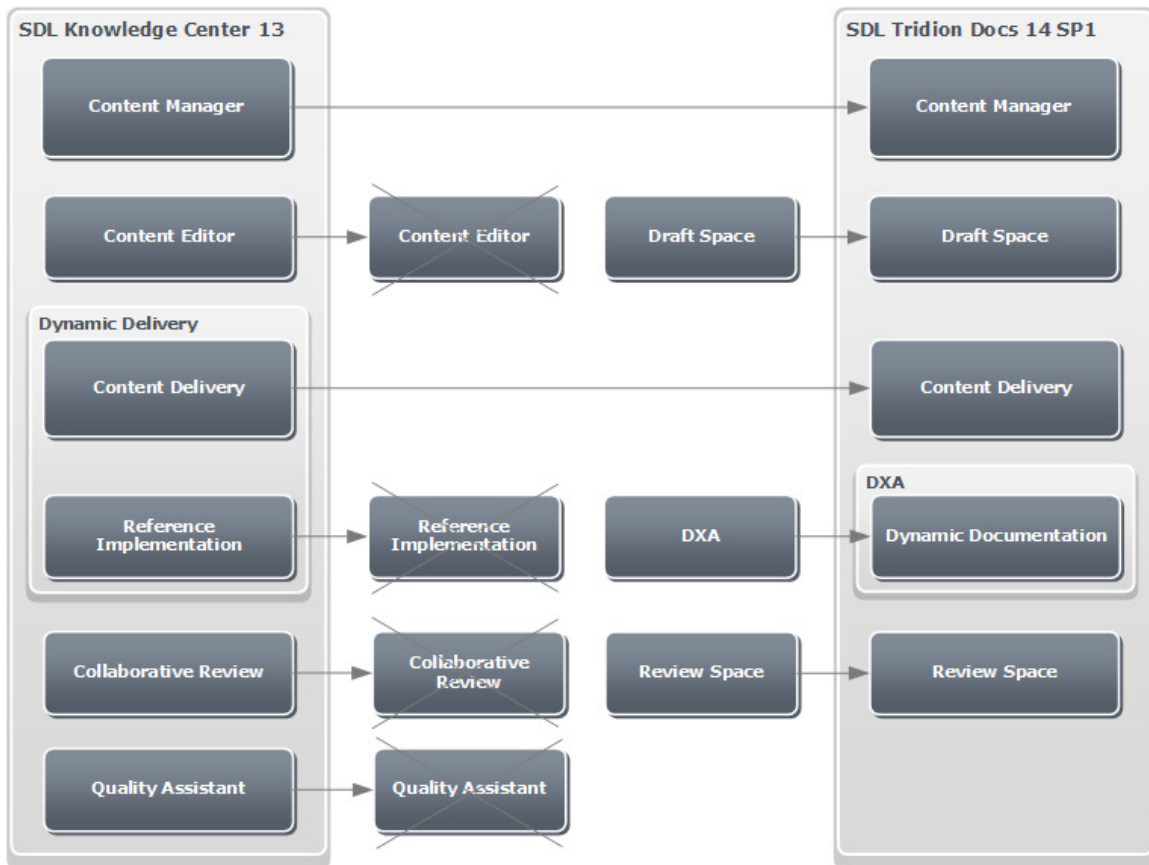 SDL Knowledge Center 13
SDL Tridion Docs 14 SP1
Content Manager
Content Manager
Content Editor
Content Editor
Draft Space
Draft Space
Dynamic Delivery
Content Delivery
Content Delivery
DXA
Reference
Implementation
Reference
Implementation
DXA
Dynamic Documentation
Collaborative Review
Collaborative
Review
Review Space
Review Space
Quality Assistant
Quality Assistant